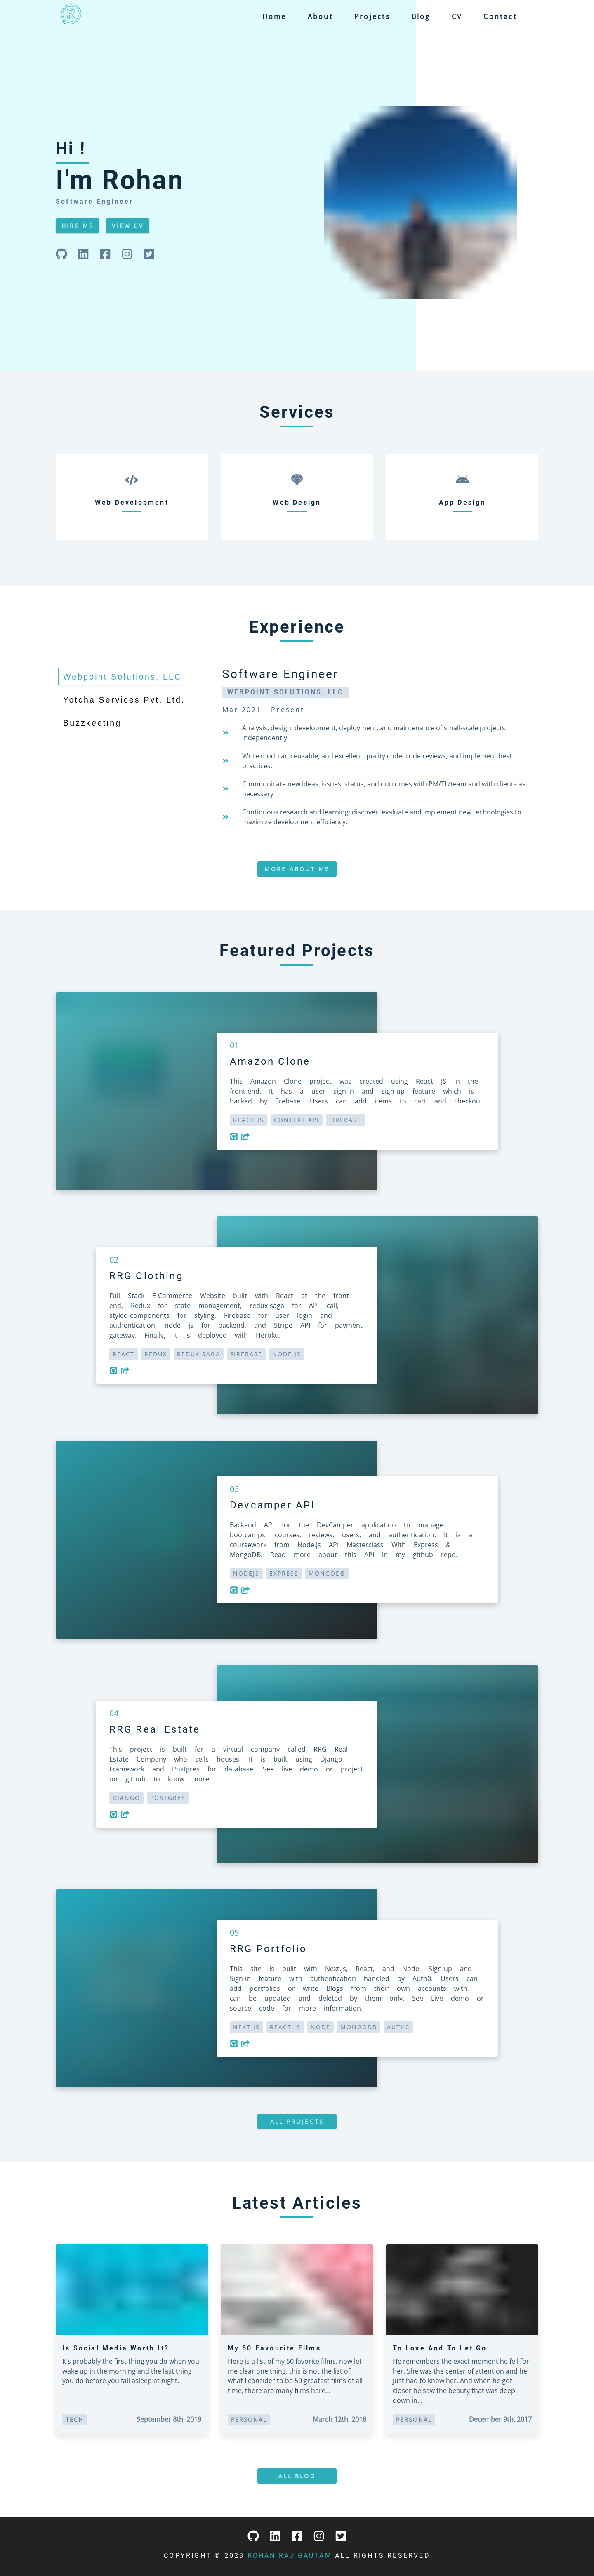 Home About Projects Blog CV Contact
Hi !
I'm Rohan
Software Engineer
HIRE ME VIEW CV
Services
Web Development
Web Design
App Design
Experience
Webpoint Solutions, LLC
Yotcha Services Pvt. Ltd.
Buzzkeeting
Software Engineer
WEBPOINT SOLUTIONS, LLC
Mar 2021 - Present
Analysis, design, development, deployment, and maintenance of small-scale projects
independently.
Write modular, reusable, and excellent quality code, code reviews, and implement best
practices.
Communicate new ideas, issues, status, and outcomes with PM/TL/team and with clients as
necessary
Continuous research and learning; discover, evaluate and implement new technologies to
maximize development efficiency.
MORE ABOUT ME
Featured Projects
01
Amazon Clone
This Amazon Clone project was created using React JS in the
front-end. It has a user sign-in and sign-up feature which is
backed by firebase. Users can add items to cart and checkout.
REACT JS CONTEXT API FIREBASE
02
RRG Clothing
Full Stack E-Commerce Website built with React at the front-
end, Redux for state management, redux-saga for API call,
styled-components for styling, Firebase for user login and
authentication, node js for backend, and Stripe API for payment
gateway. Finally, it is deployed with Heroku.
REACT REDUX REDUX SAGA FIREBASE NODE JS
03
Devcamper API
Backend API for the DevCamper application to manage
bootcamps, courses, reviews, users, and authentication. It is a
coursework from Node.js API Masterclass With Express &
MongoDB. Read more about this API in my github repo.
NODEJS EXPRESS MONGODB
04
RRG Real Estate
This project is built for a virtual company called RRG Real
Estate Company who sells houses. It is built using Django
Framework and Postgres for database. See live demo or project
on github to know more.
DJANGO POSTGRES
05
RRG Portfolio
This site is built with Next.js, React, and Node. Sign-up and
Sign-in feature with authentication handled by Auth0. Users can
add portfolios or write Blogs from their own accounts with
can be updated and deleted by them only. See Live demo or
source code for more information.
NEXT JS REACT.JS NODE MONGODB AUTH0
ALL PROJECTS
Latest Articles
Is Social Media Worth It?
It's probably the first thing you do when you
wake up in the morning and the last thing
you do before you fall asleep at night.
TECH September 8th, 2019
My 50 Favourite Films
Here is a list of my 50 favorite films, now let
me clear one thing, this is not the list of
what I consider to be 50 greatest films of all
time, there are many films here...
PERSONAL March 12th, 2018
To Love And To Let Go
He remembers the exact moment he fell for
her. She was the center of attention and he
just had to know her. And when he got
closer he saw the beauty that was deep
down in...
PERSONAL December 9th, 2017
ALL BLOG
COPYRIGHT © 2023 ROHAN RAJ GAUTAM ALL RIGHTS RESERVED